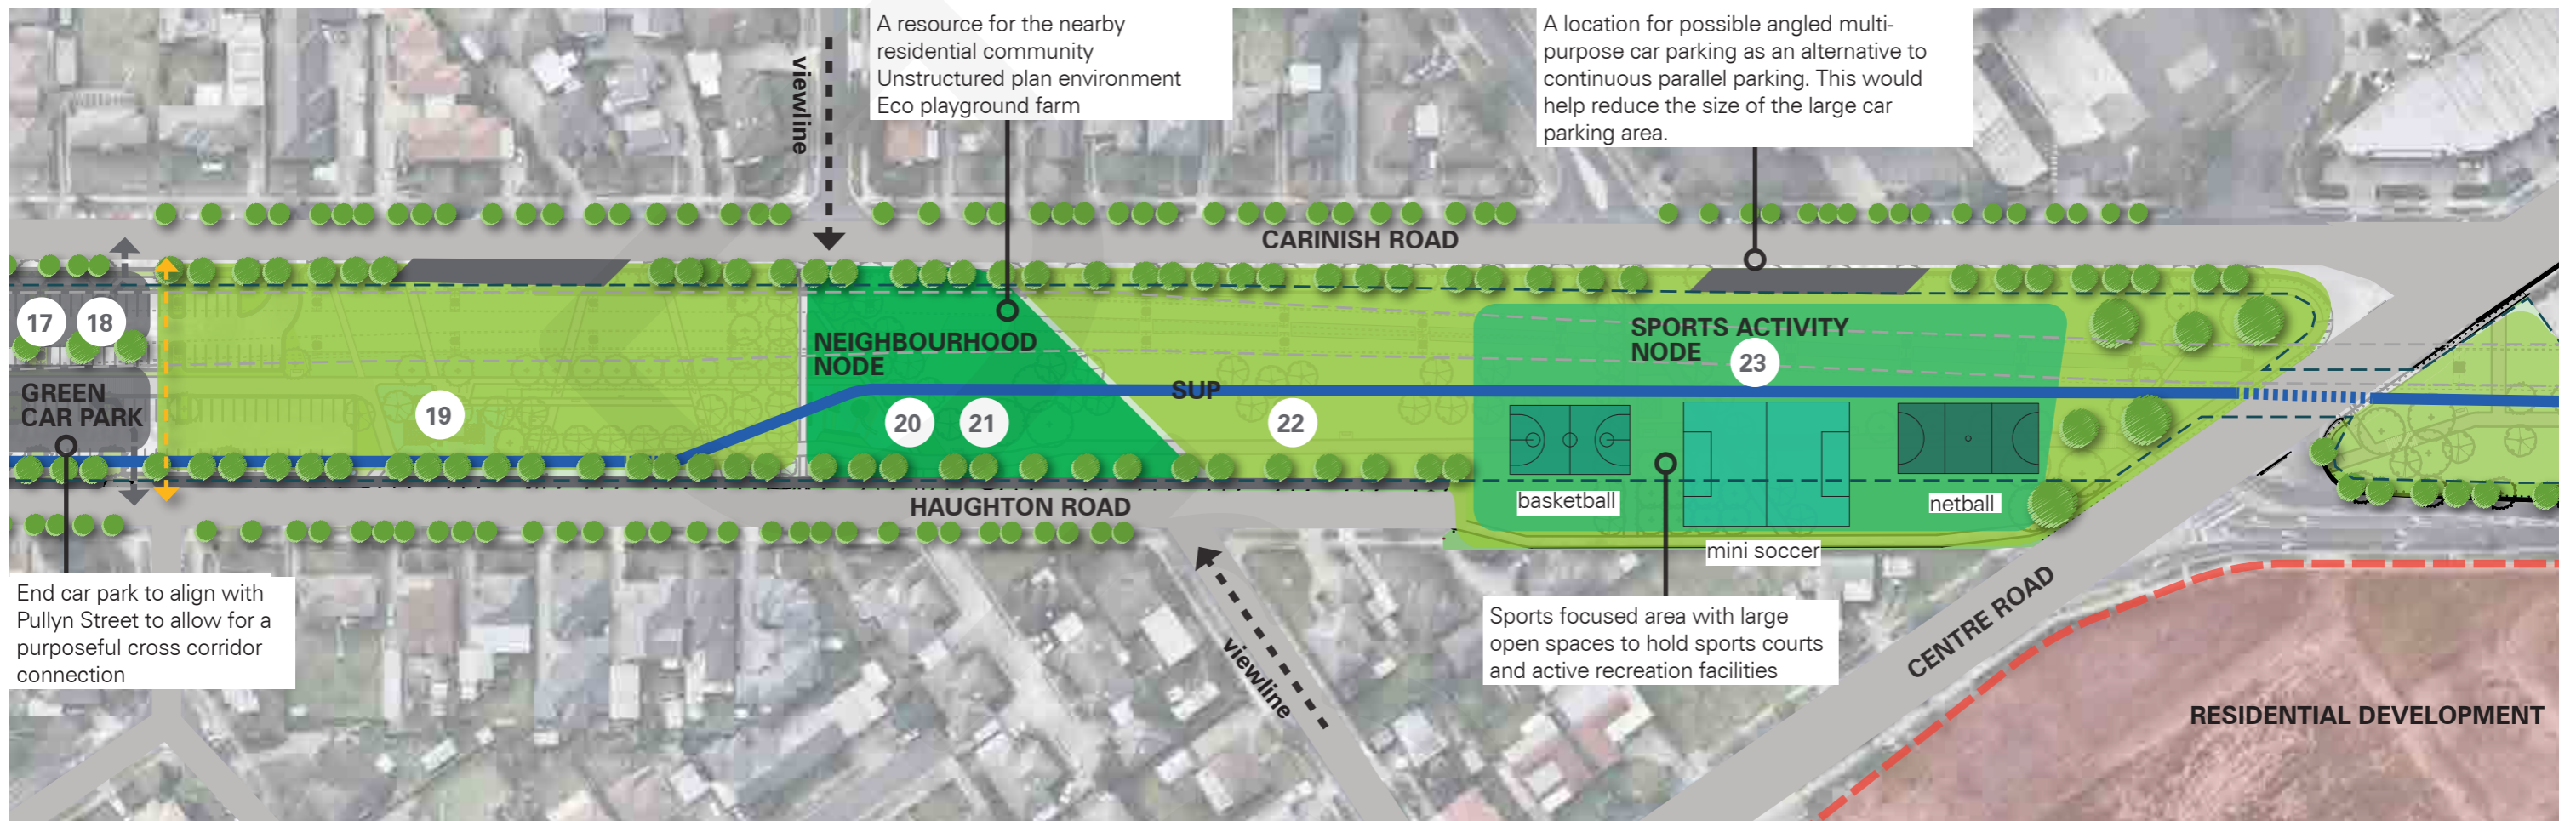 A resource for the nearby
residential community
Unstructured plan environment
Eco playground farm
A location for possible angled multi-
purpose car parking as an alternative to
continuous parallel parking. This would
help reduce the size of the large car
parking area.
viewline
CARINISH ROAD
17
18
GREEN
CAR PARK
19
NEIGHBOURHOOD
NODE
20
21
SUP
22
SPORTS ACTIVITY
NODE
23
basketball
netball
mini soccer
HAUGHTON ROAD
End car park to align with
Pullyn Street to allow for a
purposeful cross corridor
connection
viewline
Sports focused area with large
open spaces to hold sports courts
and active recreation facilities
CENTRE ROAD
RESIDENTIAL DEVELOPMENT